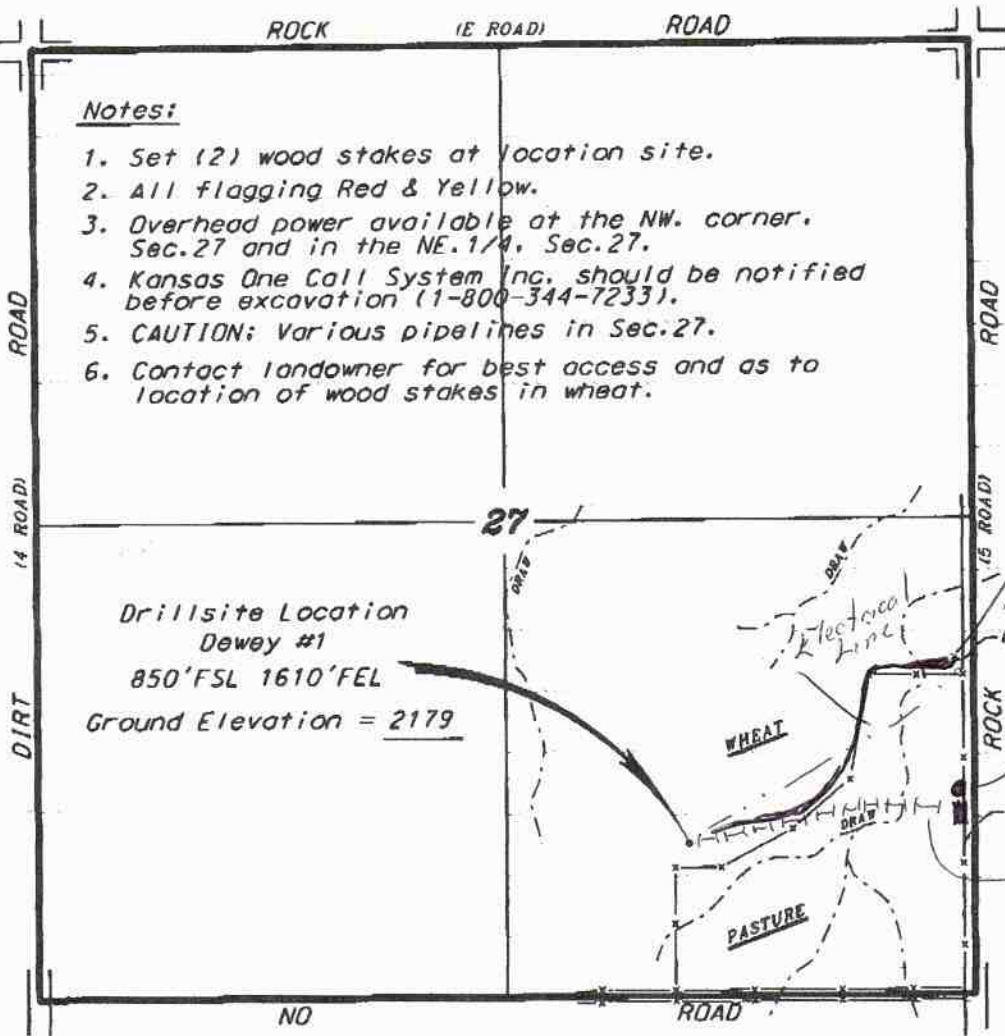 ROCK (E ROAD) ROAD
Notes:
1. Set (2) wood stakes at location site.
2. All flagging Red & Yellow.
3. Overhead power available at the NW. corner.
Sec.27 and in the NE.1/4. Sec.27.
4. Kansas One Call System Inc. should be notified
before excavation (1-800-344-7233).
5. CAUTION: Various pipelines in Sec.27.
6. Contact landowner for best access and as to
location of wood stakes in wheat.
ROAD
(4 ROAD)
DIRT
ROAD
(5 ROAD)
ROCK
27
DRAW
DRAW
Electrical
Line
Drillsite Location
Dewey #1
850'FSL 1610'FEL
Ground Elevation = 2179
WHEAT
DRAW
PASTURE
NO ROAD